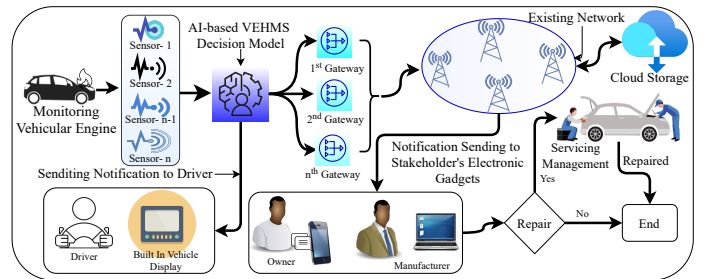 AI-based VEHMS
Decision Model
Existing Network
Sensor- 1
Sensor- 2
Sensor- n-1
Sensor- n
Monitoring
Vehicular Engine
1st Gateway
2nd Gateway
nth Gateway
Cloud Storage
Notification Sending to
Stakeholder's Electronic
Gadgets
Servicing
Management
Repaired
Yes
Senditing Notification to Driver
Driver
Built In Vehicle
Display
Owner
Manufacturer
Repair
No
End